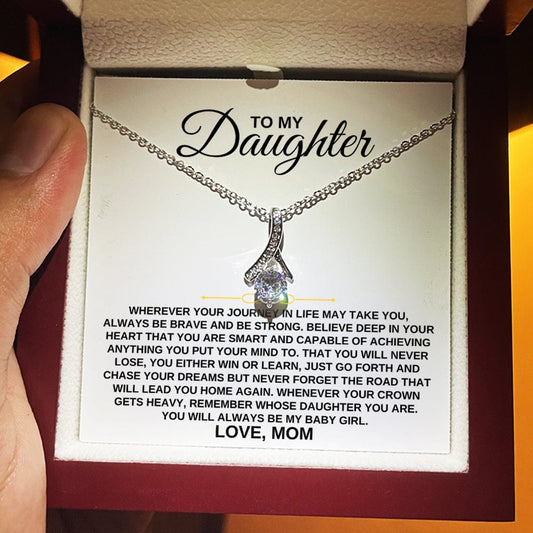 TO MY
Daughter
WHEREVER YOUR JOURNEY IN LIFE MAY TAKE YOU,
ALWAYS BE BRAVE AND BE STRONG. BELIEVE DEEP IN YOUR
HEART THAT YOU ARE SMART AND CAPABLE OF ACHIEVING
ANYTHING YOU PUT YOUR MIND TO. THAT YOU WILL NEVER
LOSE, YOU EITHER WIN OR LEARN, JUST GO FORTH AND
CHASE YOUR DREAMS BUT NEVER FORGET THE ROAD THAT
WILL LEAD YOU HOME AGAIN. WHENEVER YOUR CROWN
GETS HEAVY, REMEMBER WHOSE DAUGHTER YOU ARE.
YOU WILL ALWAYS BE MY BABY GIRL.
LOVE, MOM